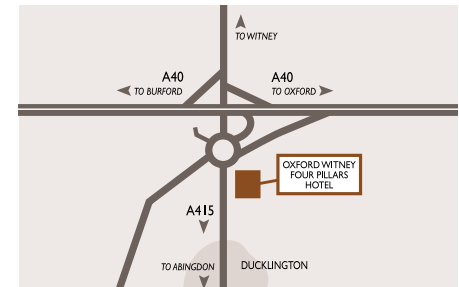 TO WITNEY
A40
TO BURFORD
A40
TO OXFORD
OXFORD WITNEY
FOUR PILLARS
HOTEL
A415
TO ABINGDON
DUCKLINGTON